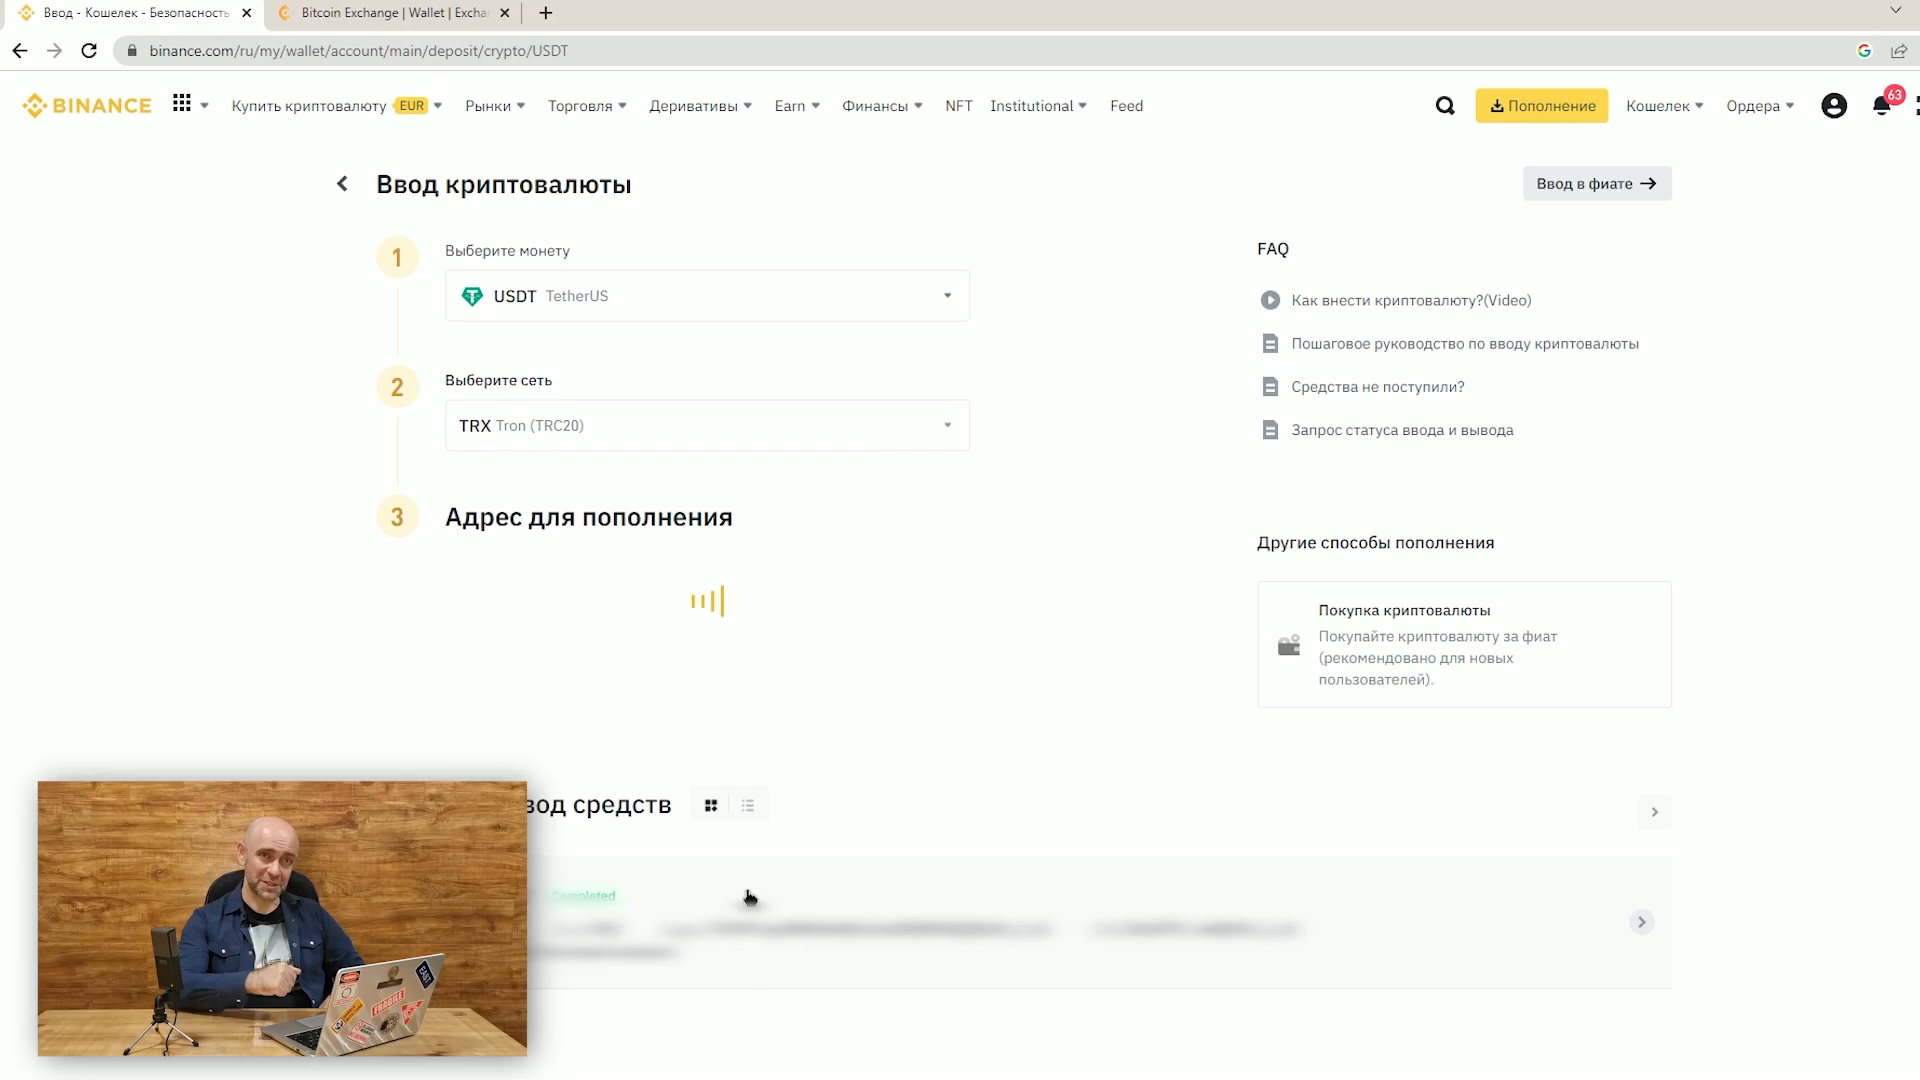 Ввод - Кошелек - Безопасность
Bitcoin Exchange | Wallet | Excha
binance.com/ru/my/wallet/account/main/deposit/crypto/USDT
BINANCE
Купить криптовалюту EUR
Рынки
Торговля
Деривативы
Earn
Финансы
NFT
Institutional
Feed
Пополнение
Кошелек
Ордера
63
Ввод криптовалюты
Ввод в фиате
1
Выберите монету
USDT TetherUS
2
Выберите сеть
TRX Tron (TRC20)
3
Адрес для пополнения
FAQ
Как внести криптовалюту?(Video)
Пошаговое руководство по вводу криптовалюты
Средства не поступили?
Запрос статуса ввода и вывода
Другие способы пополнения
Покупка криптовалюты
Покупайте криптовалюту за фиат
(рекомендовано для новых
пользователей).
вод средств
Completed
FRAGILE
EAST